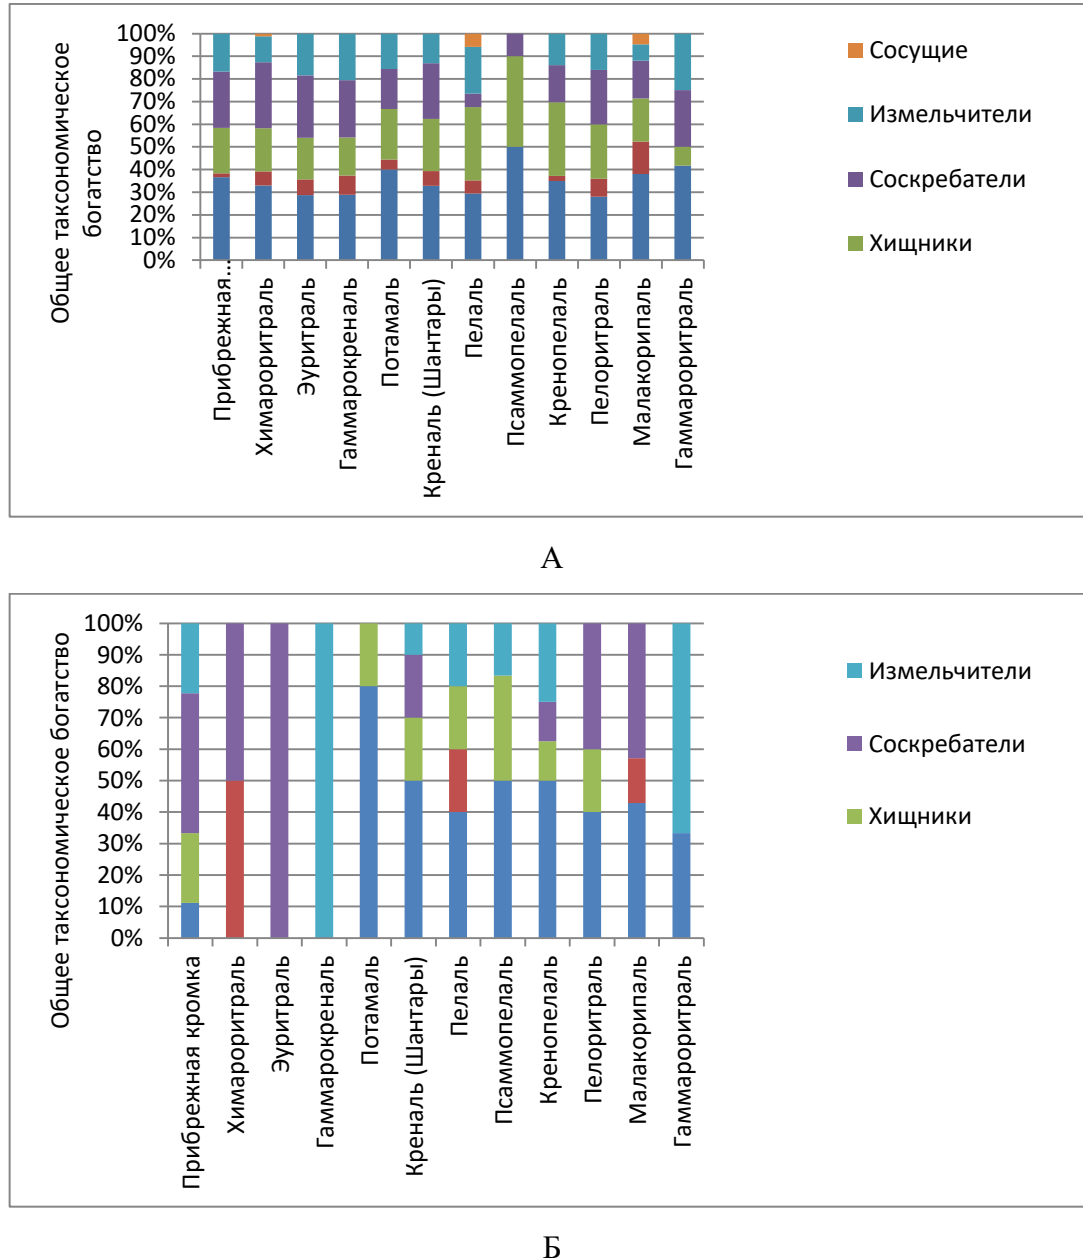 Общее таксономическое
богатство
100%
90%
80%
70%
60%
50%
40%
30%
20%
10%
0%
Прибрежная…
Химароритраль
Эуритраль
Гаммарокреналь
Потамаль
Креналь (Шантары)
Пелаль
Псаммопелаль
Кренопелаль
Пелоритраль
Малакорипаль
Гаммароритраль
Сосущие
Измельчители
Соскребатели
Хищники
А
Общее таксономическое богатство
100%
90%
80%
70%
60%
50%
40%
30%
20%
10%
0%
Прибрежная кромка
Химароритраль
Эуритраль
Гаммарокреналь
Потамаль
Креналь (Шантары)
Пелаль
Псаммопелаль
Кренопелаль
Пелоритраль
Малакорипаль
Гаммароритраль
Измельчители
Соскребатели
Хищники
Б